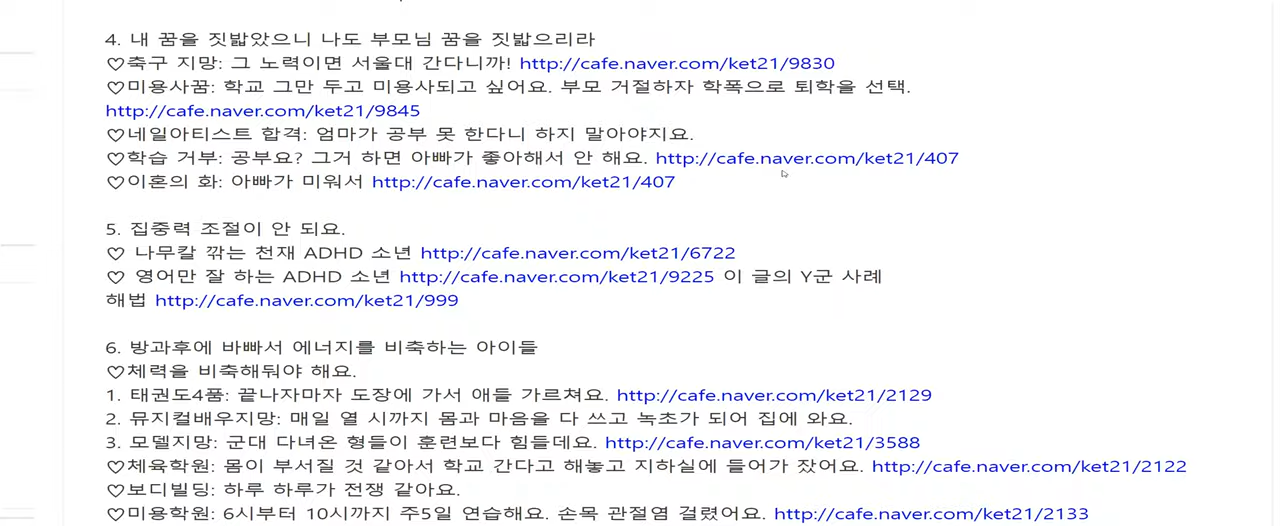 4. 내 꿈을 짓밟았으니 나도 부모님 꿈을 짓밟으리라
♡축구 지망: 그 노력이면 서울대 간다니까! http://cafe.naver.com/ket21/9830
♡미용사꿈: 학교 그만 두고 미용사되고 싶어요. 부모 거절하자 학폭으로 퇴학을 선택.
http://cafe.naver.com/ket21/9845
♡네일아티스트 합격: 엄마가 공부 못 한다니 하지 말아야지요.
♡학습 거부: 공부요? 그거 하면 아빠가 좋아해서 안 해요. http://cafe.naver.com/ket21/407
♡이혼의 화: 아빠가 미워서 http://cafe.naver.com/ket21/407
5. 집중력 조절이 안 되요.
♡ 나무칼 깎는 천재 ADHD 소년 http://cafe.naver.com/ket21/6722
♡ 영어만 잘 하는 ADHD 소년 http://cafe.naver.com/ket21/9225 이 글의 Y군 사례
해법 http://cafe.naver.com/ket21/999
6. 방과후에 바빠서 에너지를 비축하는 아이들
♡체력을 비축해둬야 해요.
1. 태권도4품: 끝나자마자 도장에 가서 애들 가르쳐요. http://cafe.naver.com/ket21/2129
2. 뮤지컬배우지망: 매일 열 시까지 몸과 마음을 다 쓰고 녹초가 되어 집에 와요.
3. 모델지망: 군대 다녀온 형들이 훈련보다 힘들데요. http://cafe.naver.com/ket21/3588
♡체육학원: 몸이 부서질 것 같아서 학교 간다고 해놓고 지하실에 들어가 잤어요. http://cafe.naver.com/ket21/2122
♡보디빌딩: 하루 하루가 전쟁 같아요.
♡미용학원: 6시부터 10시까지 주5일 연습해요. 손목 관절염 걸렸어요. http://cafe.naver.com/ket21/2133